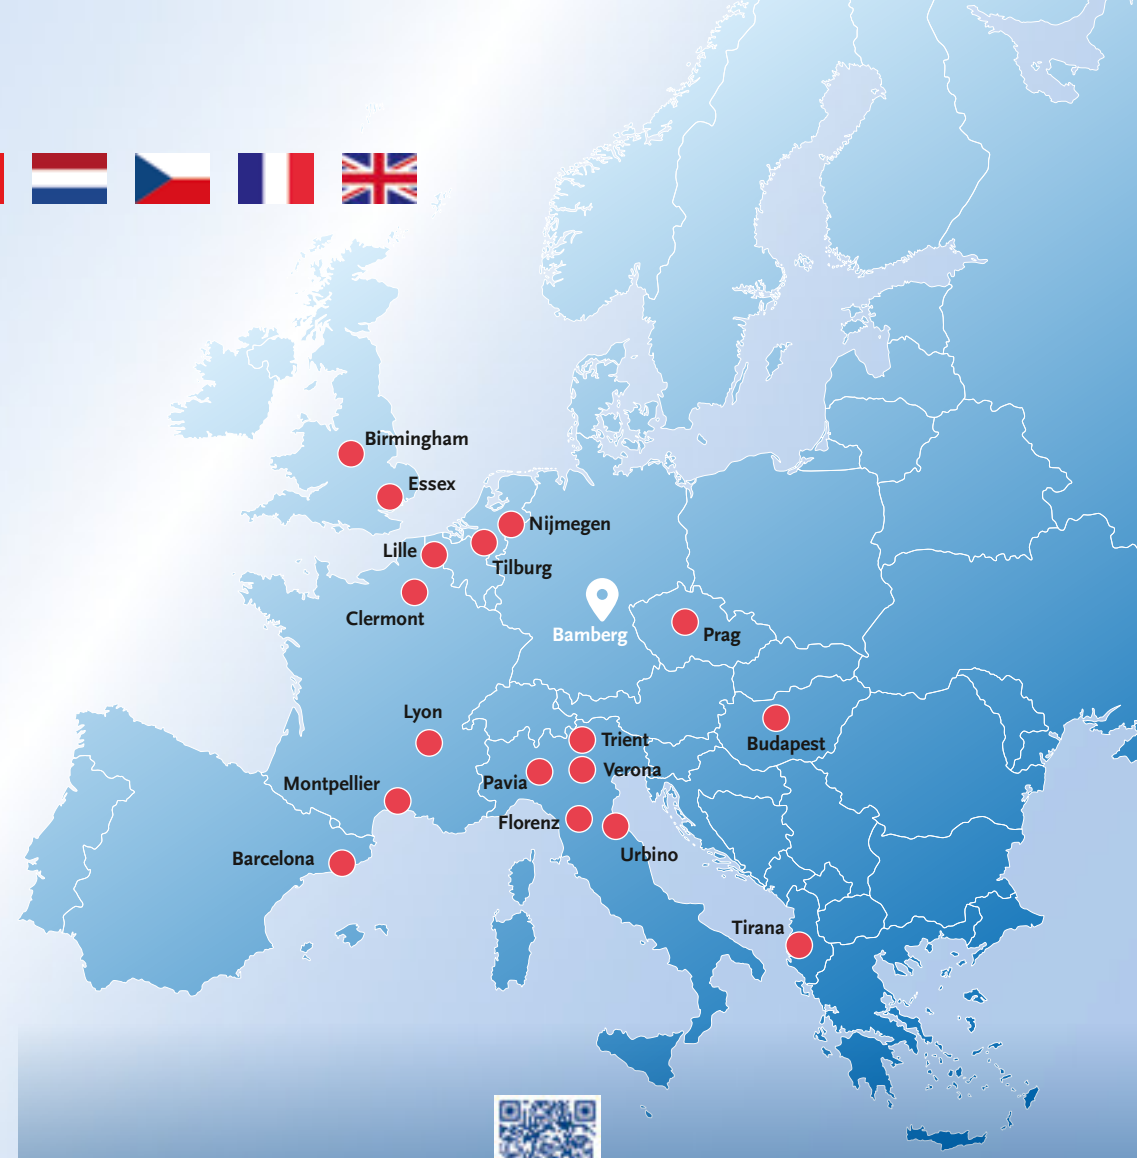 Birmingham
Essex
Nijmegen
Lille
Tilburg
Clermont
Bamberg
Prag
Lyon
Budapest
Trient
Verona
Pavia
Montpellier
Florenz
Urbino
Barcelona
Tirana